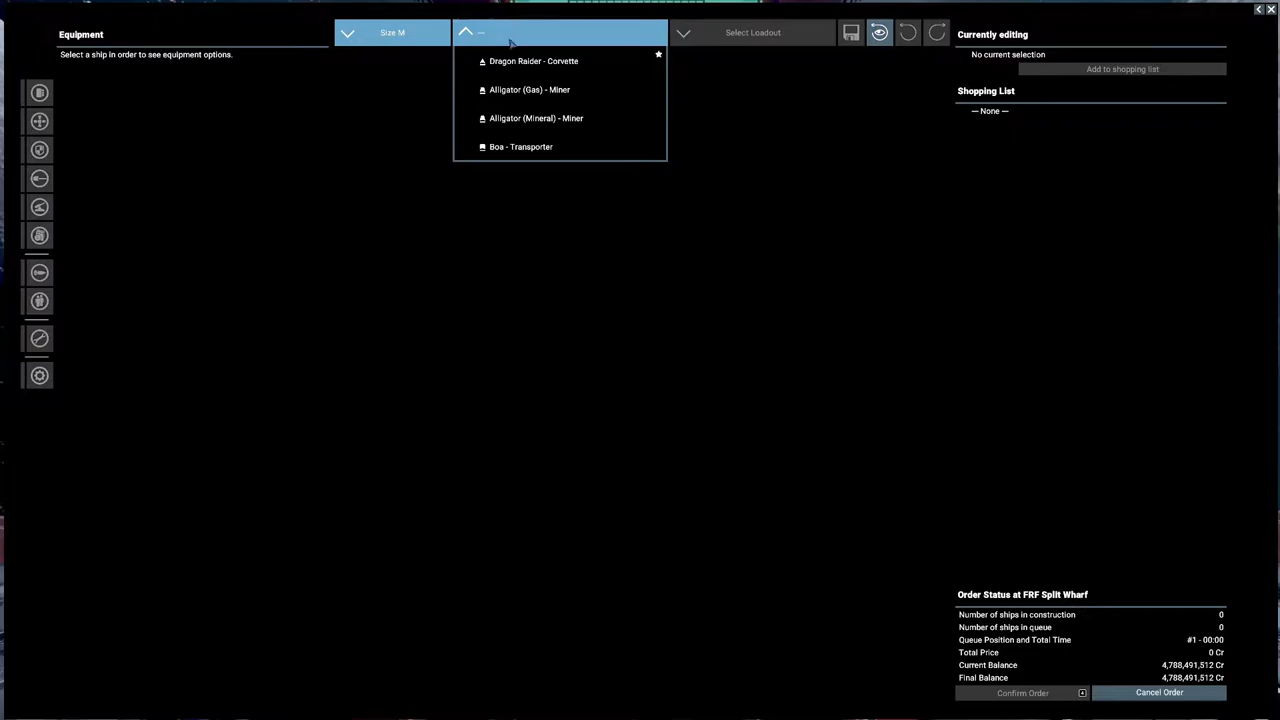 Equipment
Select a ship in order to see equipment options.
Size M
—
Dragon Raider - Corvette
Alligator (Gas) - Miner
Alligator (Mineral) - Miner
Boa - Transporter
Select Loadout
Currently editing
No current selection
Add to shopping list
Shopping List
— None —
Order Status at FRF Split Wharf
Number of ships in construction 0
Number of ships in queue 0
Queue Position and Total Time #1 - 00:00
Total Price 0 Cr
Current Balance 4,788,491,512 Cr
Final Balance 4,788,491,512 Cr
Confirm Order
Cancel Order